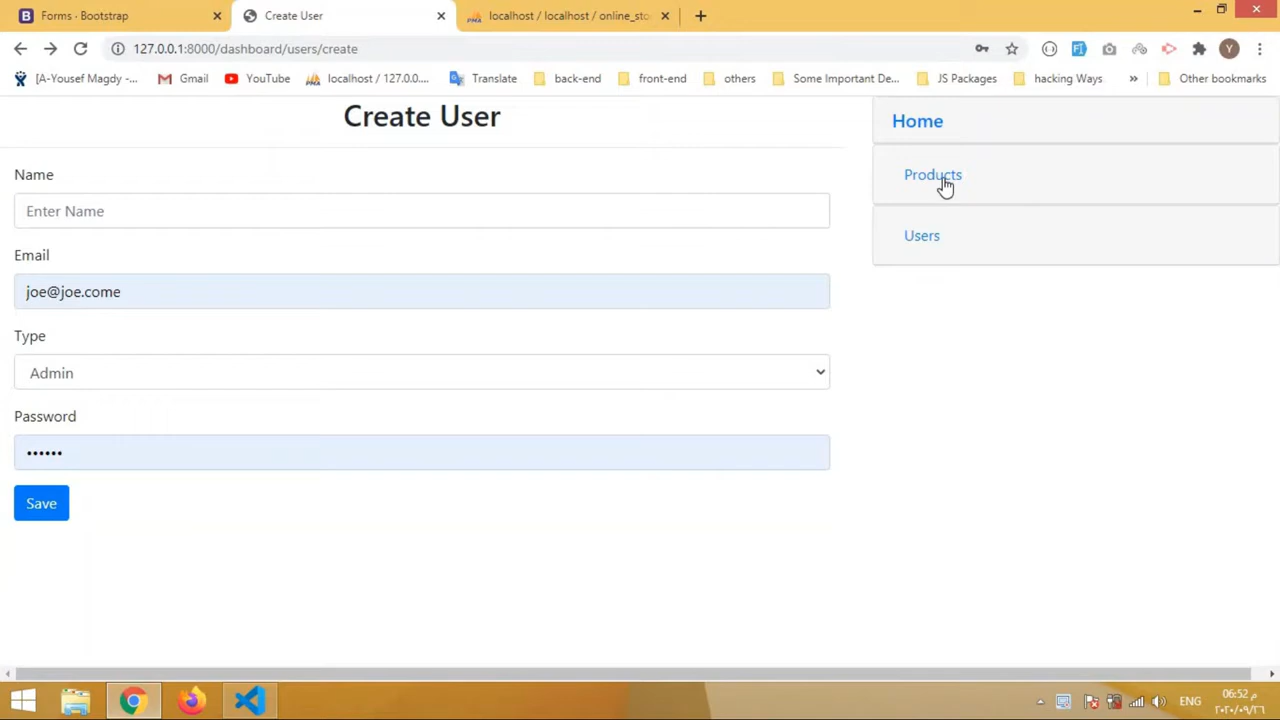 Forms · Bootstrap
Create User
localhost / localhost / online_sto
127.0.0.1:8000/dashboard/users/create
[A-Yousef Magdy -...
Gmail
YouTube
localhost / 127.0.0....
Translate
back-end
front-end
others
Some Important De...
JS Packages
hacking Ways
»
Other bookmarks
Y
Create User
Home
Name
Products
Enter Name
Users
Email
joe@joe.come
Type
Admin
Password
••••••
Save
ENG
06:52 م
٢٠٢٠/٠٩/٢٦